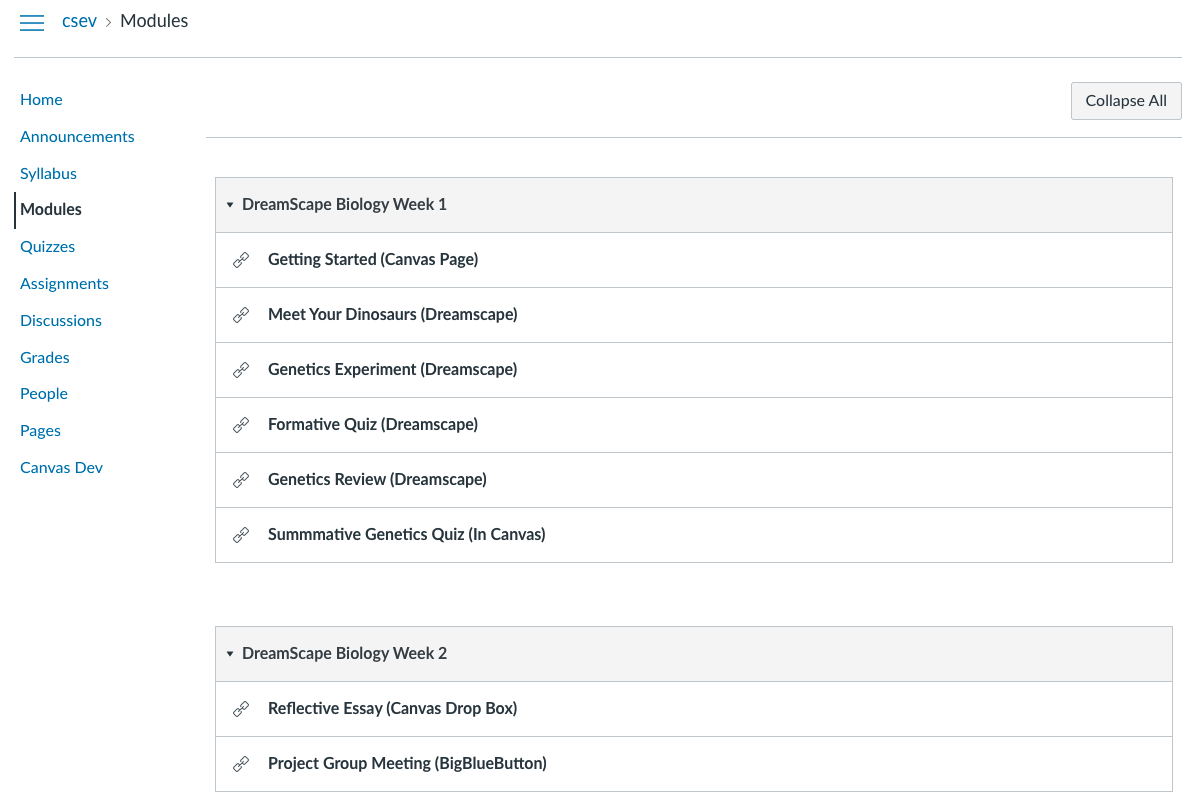 csev > Modules
Collapse All
Home
Announcements
Syllabus
Modules
Quizzes
Assignments
Discussions
Grades
People
Pages
Canvas Dev
DreamScape Biology Week 1
Getting Started (Canvas Page)
Meet Your Dinosaurs (Dreamscape)
Genetics Experiment (Dreamscape)
Formative Quiz (Dreamscape)
Genetics Review (Dreamscape)
Summmative Genetics Quiz (In Canvas)
DreamScape Biology Week 2
Reflective Essay (Canvas Drop Box)
Project Group Meeting (BigBlueButton)